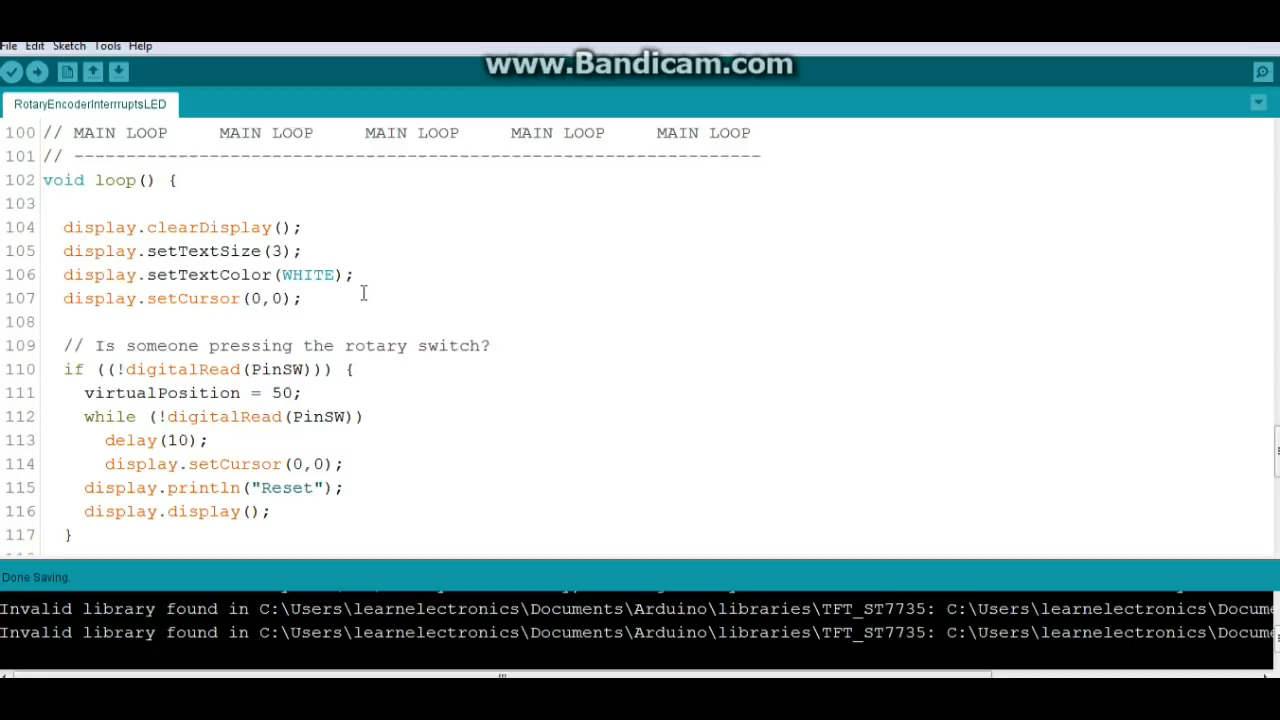 File Edit Sketch Tools Help
www.Bandicam.com
RotaryEncoderInterrruptsLED
100 // MAIN LOOP     MAIN LOOP     MAIN LOOP     MAIN LOOP     MAIN LOOP
101 // ------------------------------------------------------------------
102 void loop() {
103
104   display.clearDisplay();
105   display.setTextSize(3);
106   display.setTextColor(WHITE);
107   display.setCursor(0,0);
108
109   // Is someone pressing the rotary switch?
110   if ((!digitalRead(PinSW))) {
111     virtualPosition = 50;
112     while (!digitalRead(PinSW))
113       delay(10);
114       display.setCursor(0,0);
115     display.println("Reset");
116     display.display();
117   }
Done Saving.
Invalid library found in C:\Users\learnelectronics\Documents\Arduino\libraries\TFT_ST7735: C:\Users\learnelectronics\Docume
Invalid library found in C:\Users\learnelectronics\Documents\Arduino\libraries\TFT_ST7735: C:\Users\learnelectronics\Docume